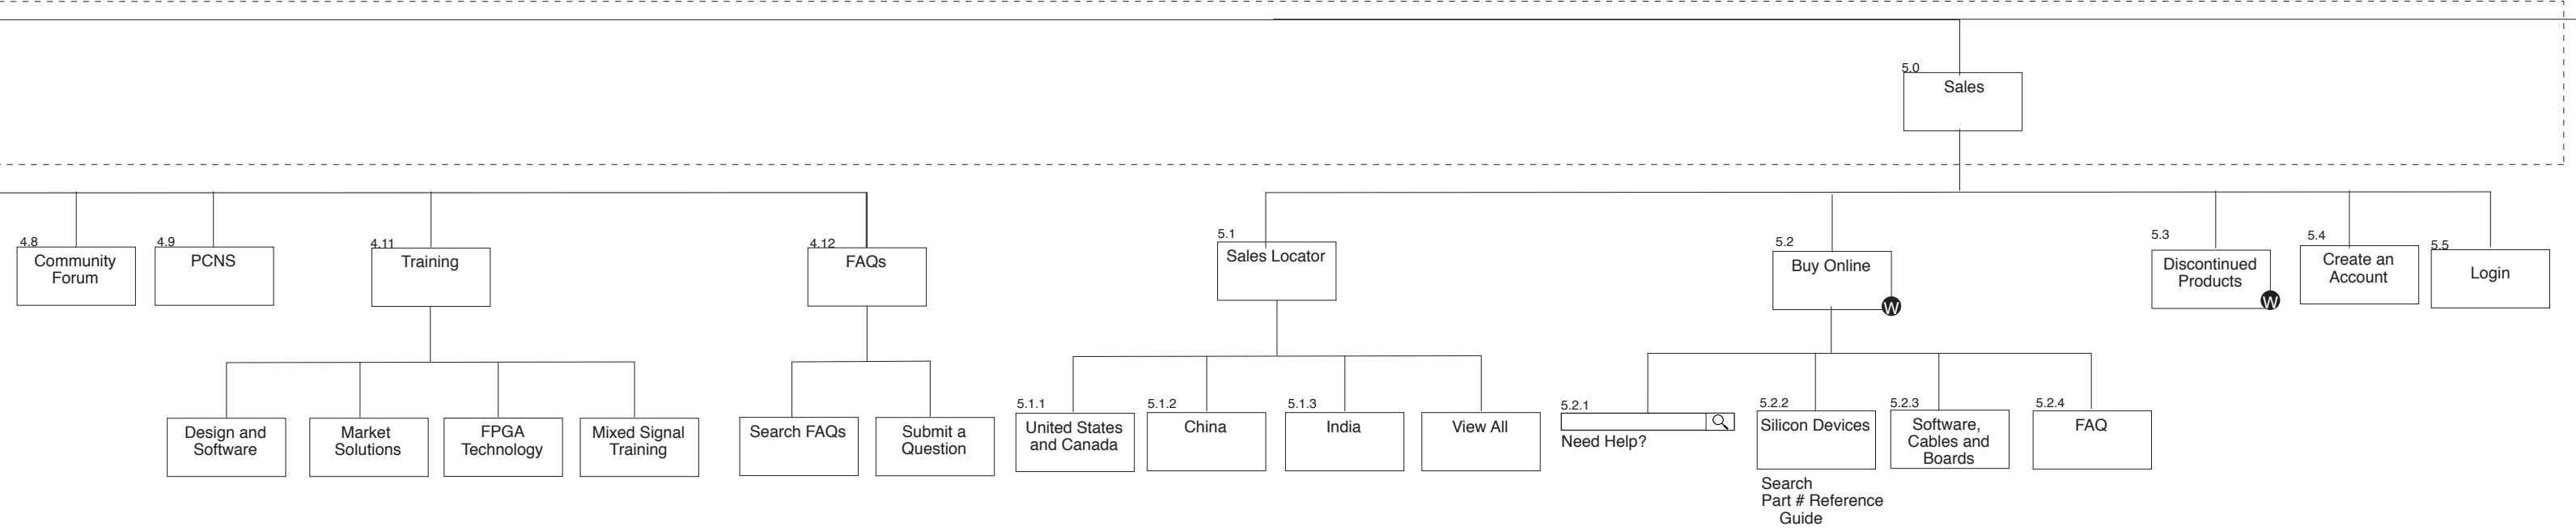 5.0
Sales
4.8
Community
Forum
4.9
PCNS
4.11
Training
4.12
FAQs
5.1
Sales Locator
5.2
Buy Online
W
5.3
Discontinued
Products
W
5.4
Create an
Account
5.5
Login
Design and
Software
Market
Solutions
FPGA
Technology
Mixed Signal
Training
Search FAQs
Submit a
Question
5.1.1
United States
and Canada
5.1.2
China
5.1.3
India
View All
5.2.1
Need Help?
5.2.2
Silicon Devices
Search
Part # Reference
Guide
5.2.3
Software,
Cables and
Boards
5.2.4
FAQ